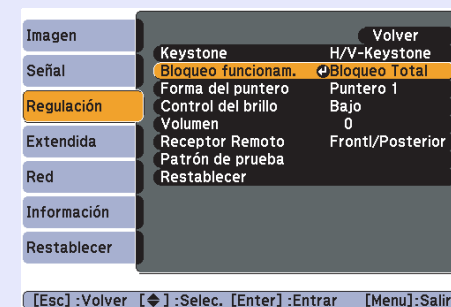 Imagen
Señal
Regulación
Extendida
Red
Información
Restablecer
Volver
Keystone H/V-Keystone
Bloqueo funcionam. Bloqueo Total
Forma del puntero Puntero 1
Control del brillo Bajo
Volumen 0
Receptor Remoto Frontl/Posterior
Patrón de prueba
Restablecer
[Esc] :Volver [◆] :Selec. [Enter] :Entrar [Menu]:Salir